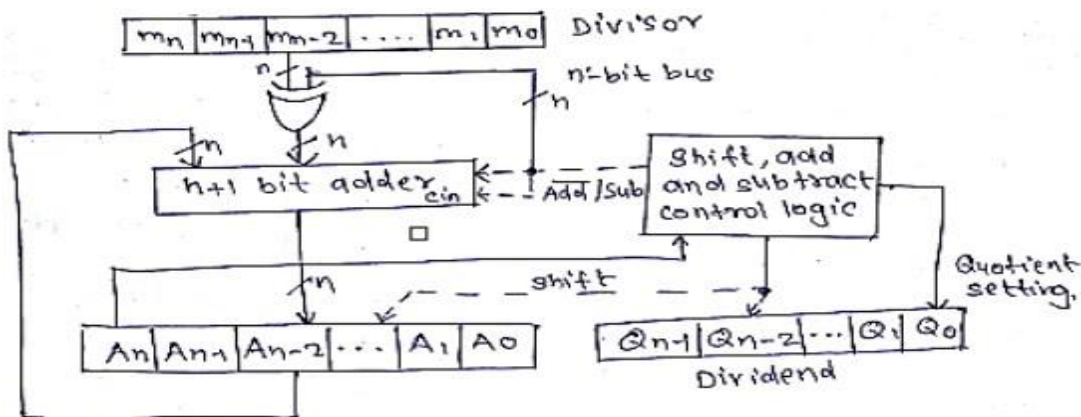 mn mn-1 mn-2 .... m1 m0 Divisor
n n-bit bus
n
n n
n+1 bit adder cin
Add/Sub
Shift, add
and subtract
control logic
n shift
Quotient
setting.
An An-1 An-2 ... A1 A0
Qn-1 Qn-2 ... Q1 Q0
Dividend